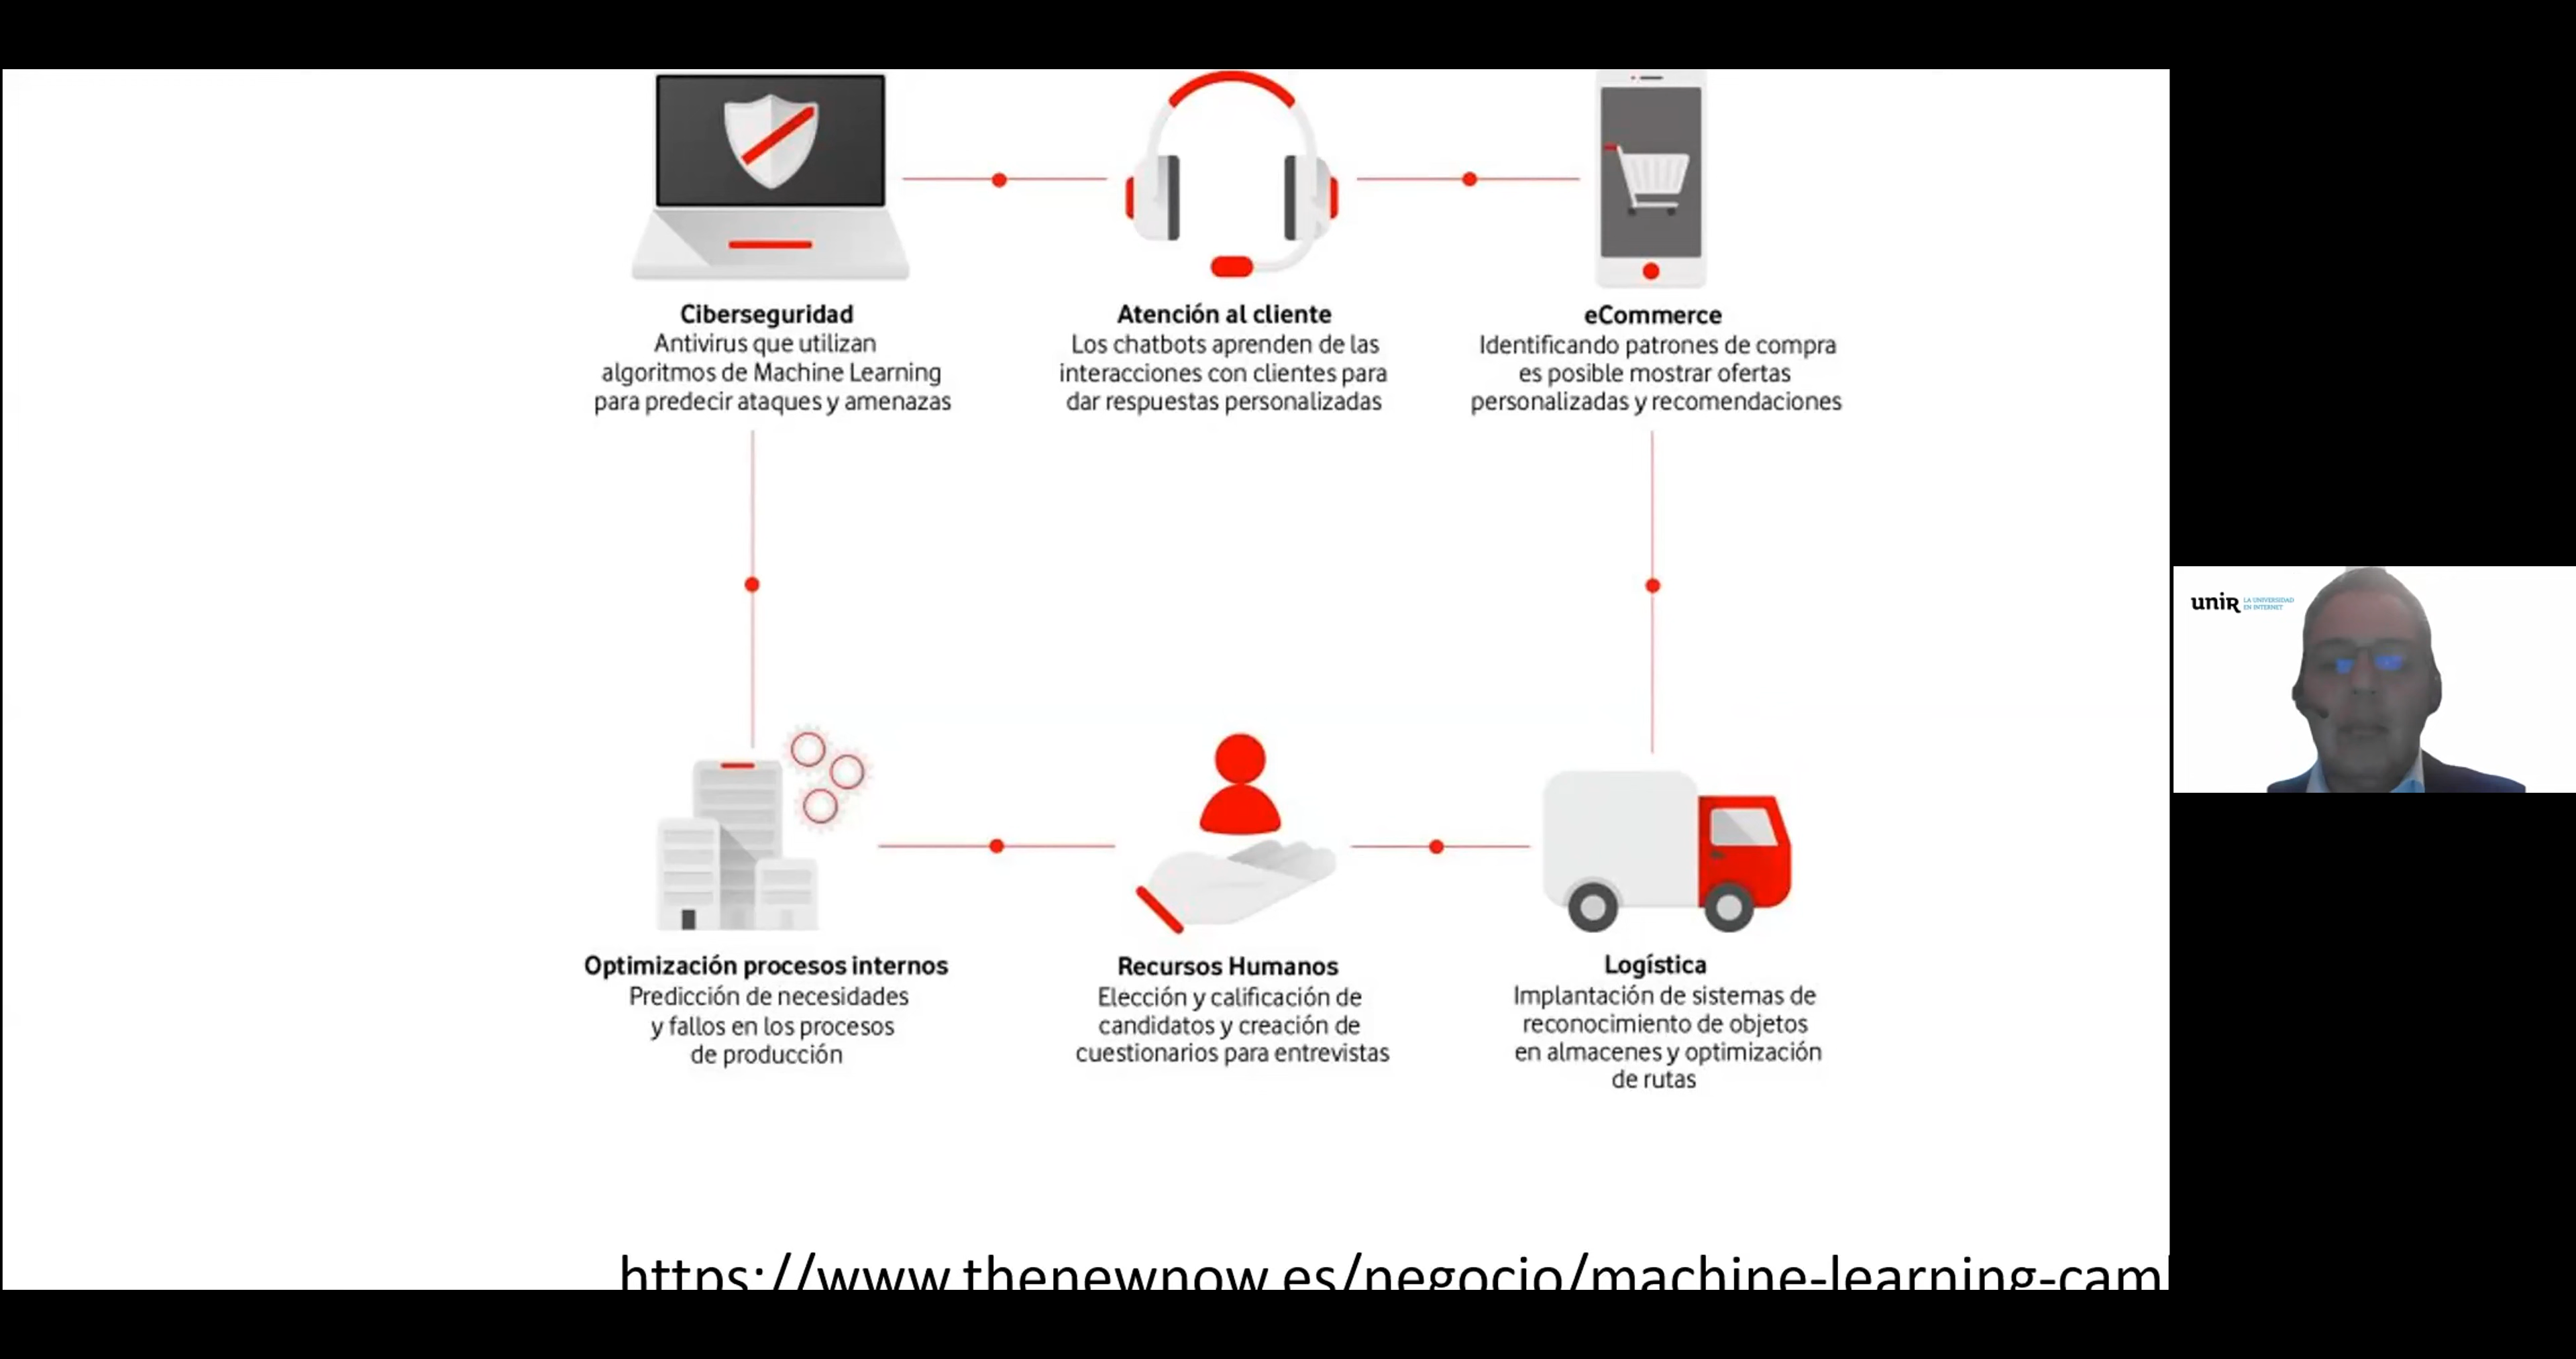 Ciberseguridad
Antivirus que utilizan
algoritmos de Machine Learning
para predecir ataques y amenazas
Atención al cliente
Los chatbots aprenden de las
interacciones con clientes para
dar respuestas personalizadas
eCommerce
Identificando patrones de compra
es posible mostrar ofertas
personalizadas y recomendaciones
Optimización procesos internos
Predicción de necesidades
y fallos en los procesos
de producción
Recursos Humanos
Elección y calificación de
candidatos y creación de
cuestionarios para entrevistas
Logística
Implantación de sistemas de
reconocimiento de objetos
en almacenes y optimización
de rutas
https://www.thenewnow.es/negocio/machine-learning-cam
unir
LA UNIVERSIDAD
EN INTERNET